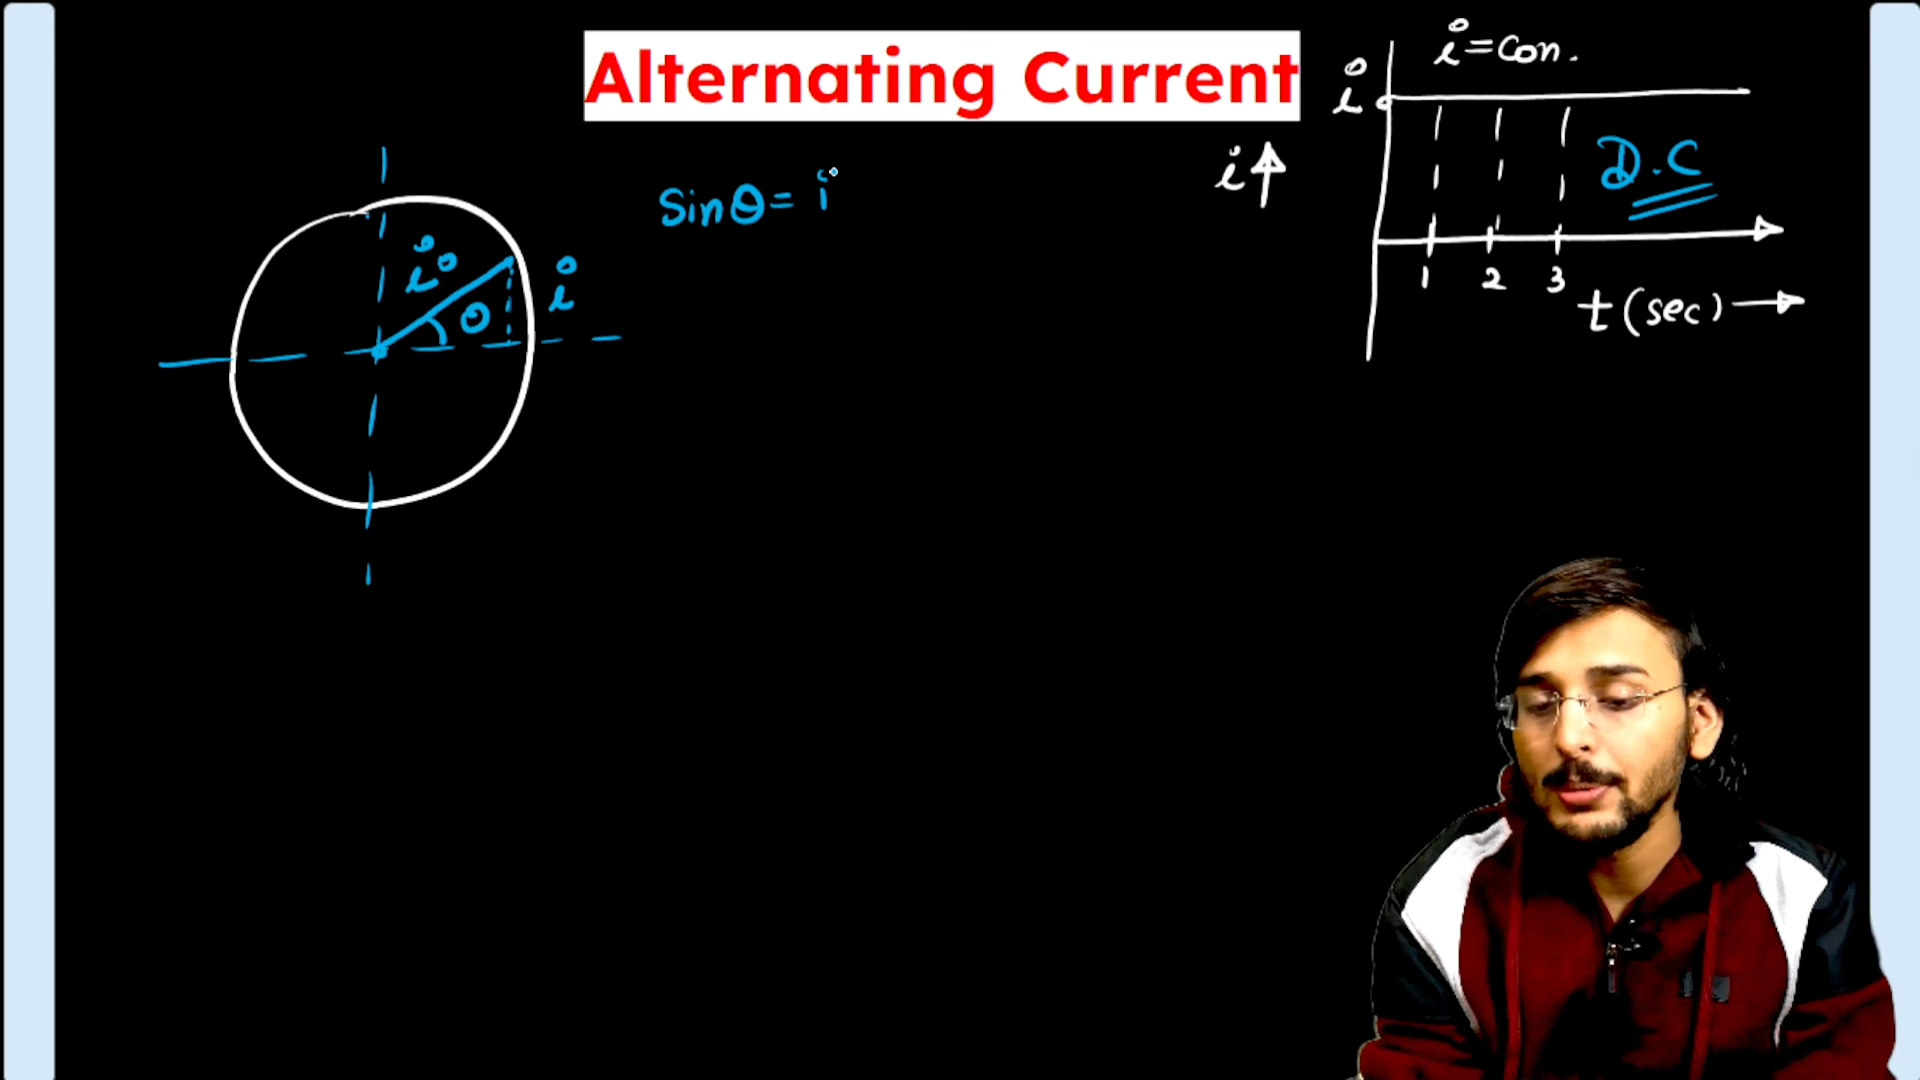 Alternating Current
i = Con.
i
i↑
D.C
1 2 3
t (sec) →
Sinθ = i
i₀
θ
i